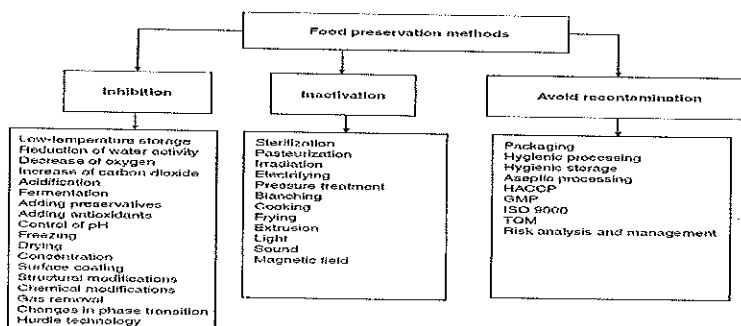 Food preservation methods
Inhibition
Inactivation
Avoid recontamination
Low-temperature storage
Reduction of water activity
Decrease of oxygen
Increase of carbon dioxide
Acidification
Fermentation
Adding preservatives
Adding antioxidants
Control of pH
Freezing
Drying
Concentration
Surface coating
Structural modifications
Chemical modifications
Gas removal
Changes in phase transition
Hurdle technology
Sterilization
Pasteurization
Irradiation
Electrifying
Pressure treatment
Blanching
Cooking
Frying
Extrusion
Light
Sound
Magnetic field
Packaging
Hygienic processing
Hygienic storage
Aseptic processing
HACCP
GMP
ISO 9000
TQM
Risk analysis and management